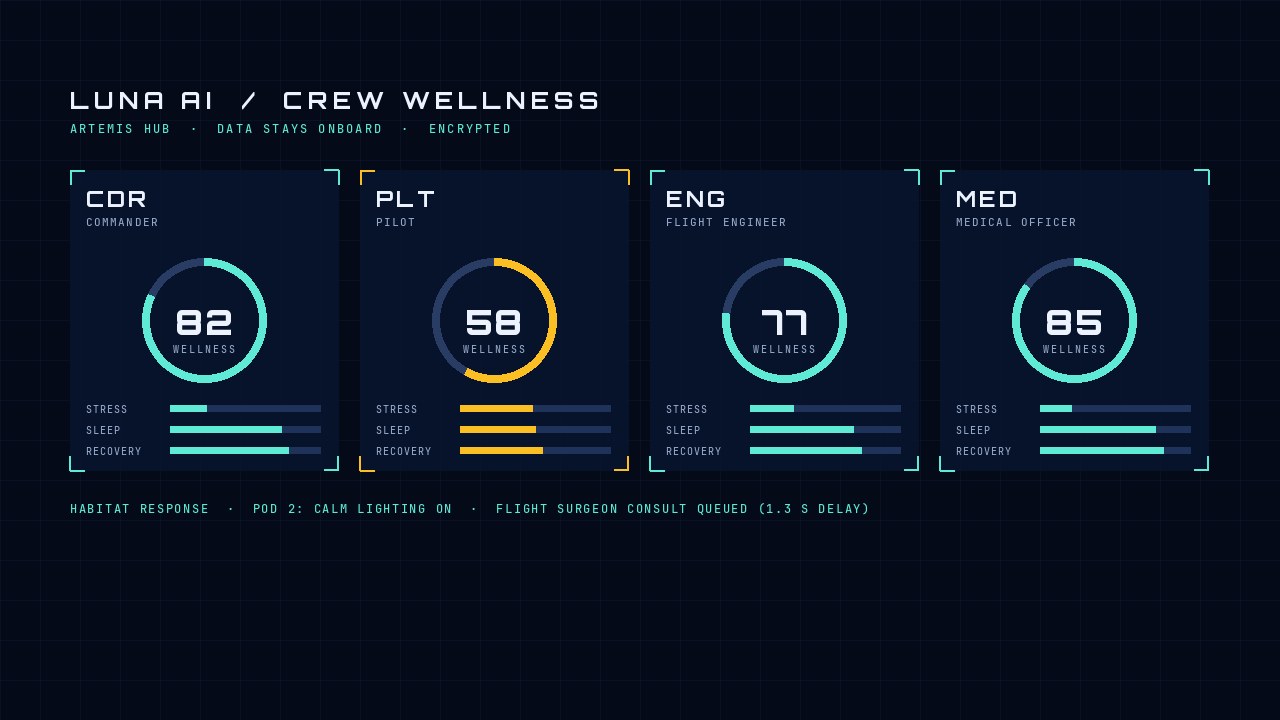 LUNA AI / CREW WELLNESS
ARTEMIS HUB · DATA STAYS ONBOARD · ENCRYPTED
CDR
COMMANDER
82
WELLNESS
STRESS
SLEEP
RECOVERY
PLT
PILOT
58
WELLNESS
STRESS
SLEEP
RECOVERY
ENG
FLIGHT ENGINEER
77
WELLNESS
STRESS
SLEEP
RECOVERY
MED
MEDICAL OFFICER
85
WELLNESS
STRESS
SLEEP
RECOVERY
HABITAT RESPONSE · POD 2: CALM LIGHTING ON · FLIGHT SURGEON CONSULT QUEUED (1.3 S DELAY)